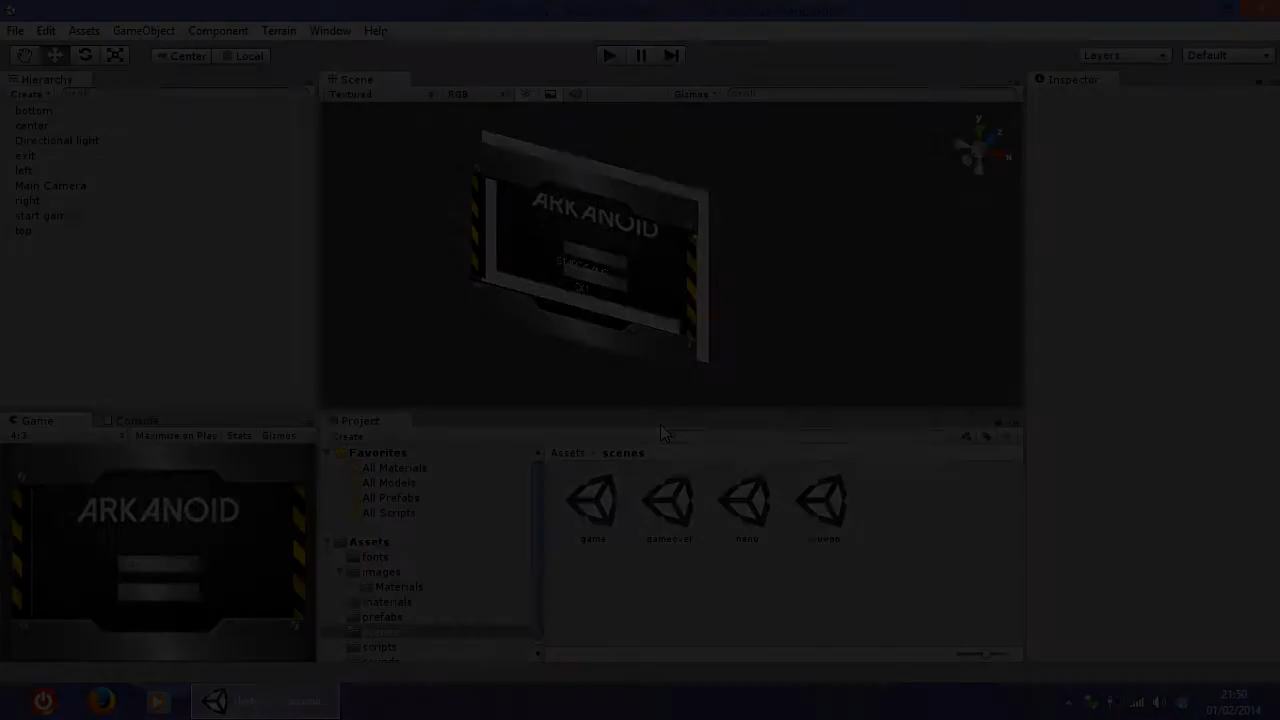 File Edit Assets GameObject Component Terrain Window Help
Center Local Layers Default
Hierarchy Scene Inspector
Create Textured RGB Gizmos
bottom
center
Directional light
exit
left
Main Camera
right
start gam
top
ARKANOID
Game Console Project
4:3 Maximize on Play Stats Gizmos Create
Favorites
All Materials
All Models
All Prefabs
All Scripts
Assets
fonts
images
Materials
materials
prefabs
scripts
Assets scenes
game gameover
ARKANOID
21:50
01/02/2014